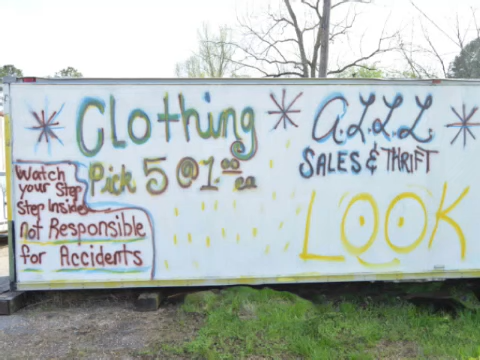 Clothing
Pick 5 @ 1.00 ea
Watch
your Step
Step Inside
not Responsible
for Accidents
A.L.L.L.
SALES & THRIFT
LOOK